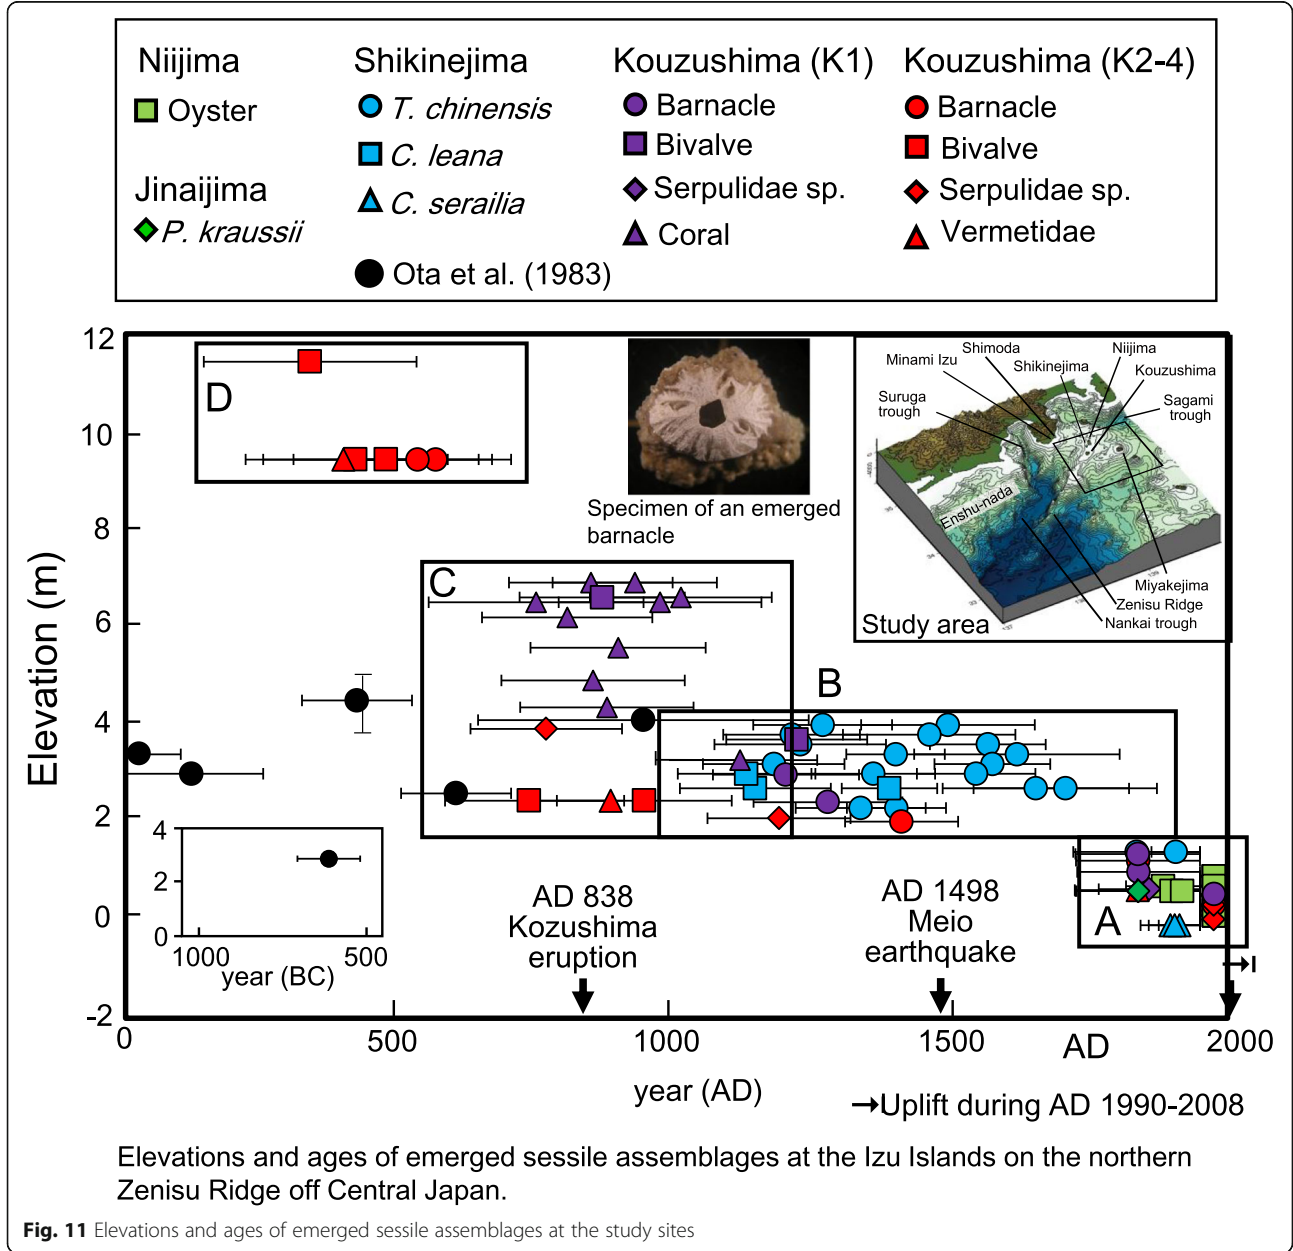 Niijima
Oyster
Jinaijima
P. kraussii
Shikinejima
T. chinensis
C. leana
C. serailia
Ota et al. (1983)
Kouzushima (K1)
Barnacle
Bivalve
Serpulidae sp.
Coral
Kouzushima (K2-4)
Barnacle
Bivalve
Serpulidae sp.
Vermetidae
Elevation (m)
12
10
8
6
4
2
0
-2
D
C
B
A
Specimen of an emerged
barnacle
Shimoda
Niijima
Minami Izu
Shikinejima
Kouzushima
Suruga
trough
Sagami
trough
Enshu-nada
Miyakejima
Zenisu Ridge
Nankai trough
Study area
4
2
0
1000
500
year (BC)
AD 838
Kozushima
eruption
AD 1498
Meio
earthquake
0
500
1000
1500
AD
2000
year (AD)
→Uplift during AD 1990-2008
Elevations and ages of emerged sessile assemblages at the Izu Islands on the northern
Zenisu Ridge off Central Japan.
Fig. 11 Elevations and ages of emerged sessile assemblages at the study sites